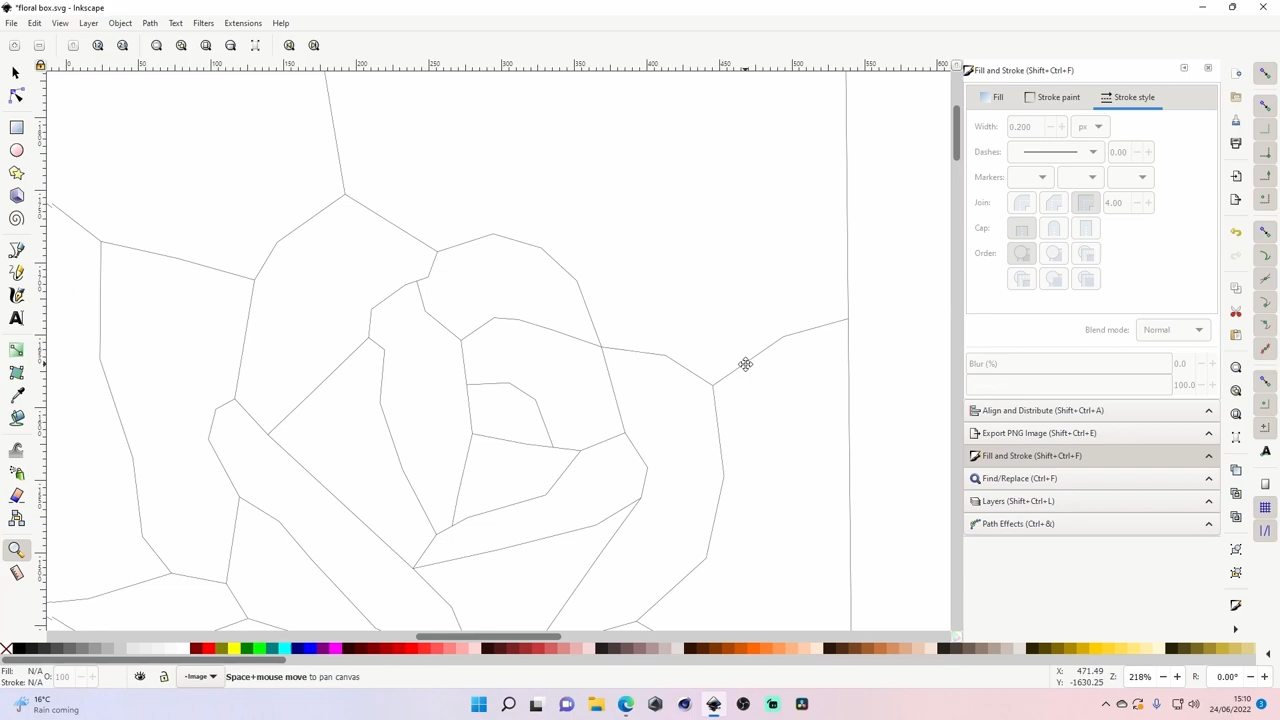 *floral box.svg - Inkscape
File Edit View Layer Object Path Text Filters Extensions Help
Fill and Stroke (Shift+Ctrl+F)
Fill Stroke paint Stroke style
Width: 0.200 px
Dashes: 0.00
Markers:
Join: 4.00
Cap:
Order:
Blend mode: Normal
Blur (%) 0.0
100.0
Align and Distribute (Shift+Ctrl+A)
Export PNG Image (Shift+Ctrl+E)
Fill and Stroke (Shift+Ctrl+F)
Find/Replace (Ctrl+F)
Layers (Shift+Ctrl+L)
Path Effects (Ctrl+&)
0 50 100 150 200 250 300 350 400 450 500 550 600
Fill: N/A
Stroke: N/A
O: 100
-Image
Space+mouse move to pan canvas
X: 471.49
Y: -1630.25
Z: 218%
R: 0.00°
16°C
Rain coming
15:10
24/06/2022